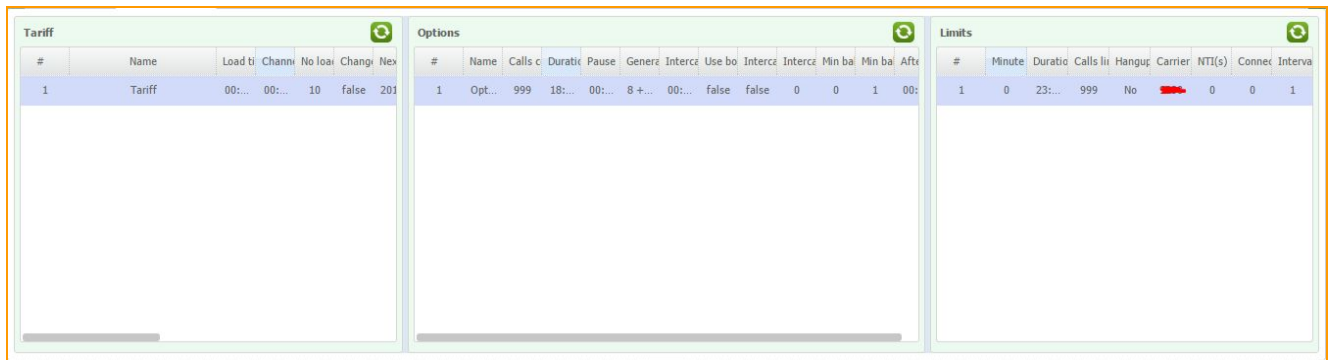 Tariff
# Name Load ti Channe No loa Change Nex
1 Tariff 00:... 00:... 10 false 201
Options
# Name Calls c Duratio Pause Genera Interca Use bo Interca Interca Min ba Min ba Afte
1 Opt... 999 18:... 00:... 8 +... 00:... false false 0 0 1 00:
Limits
# Minute Duratio Calls li Hangup Carrier NTI(s) Connec Interva
1 0 23:... 999 No 0 0 1